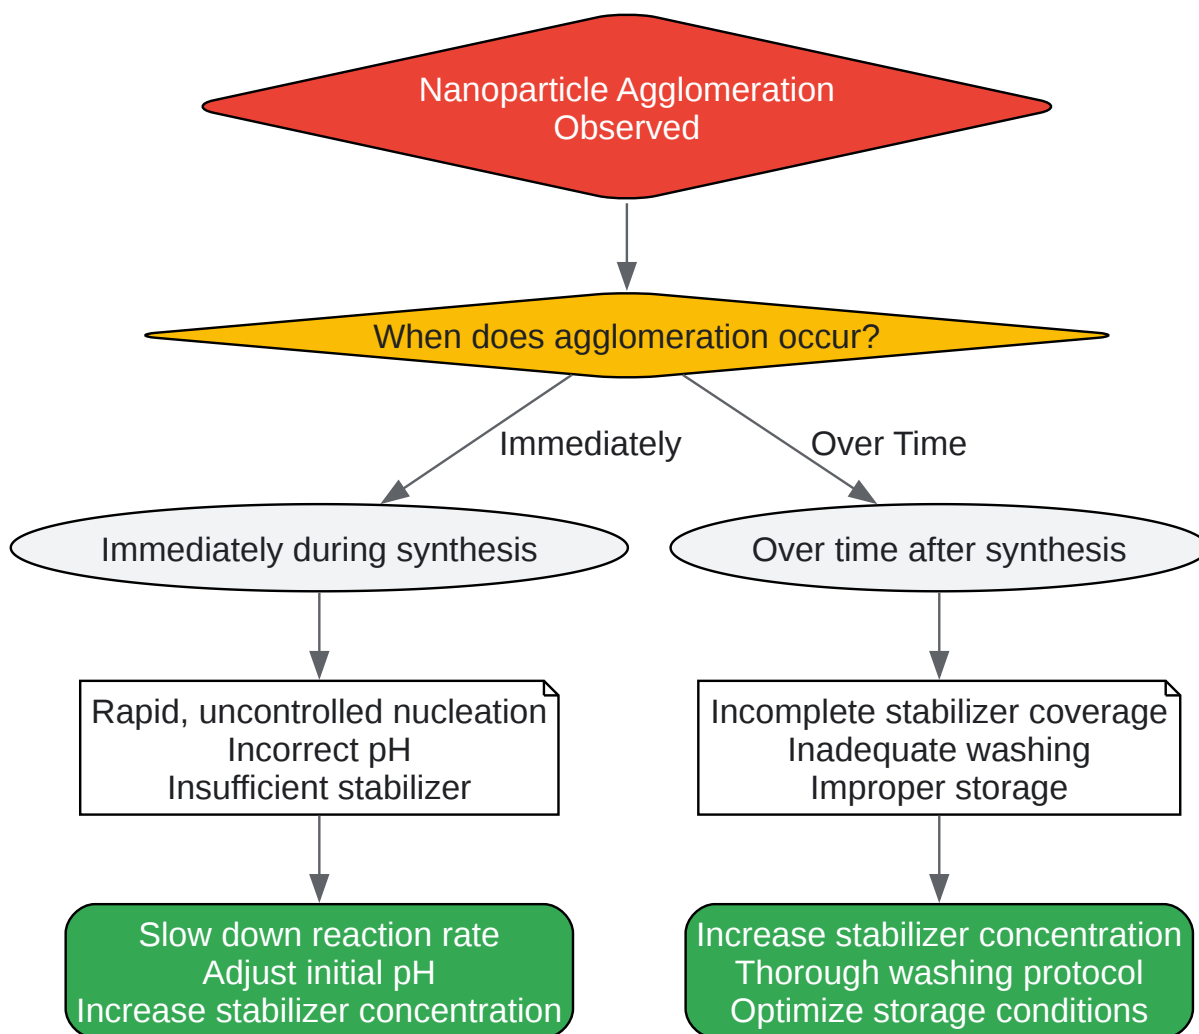 Nanoparticle Agglomeration
Observed
When does agglomeration occur?
Immediately
Over Time
Immediately during synthesis
Over time after synthesis
Rapid, uncontrolled nucleation
Incorrect pH
Insufficient stabilizer
Incomplete stabilizer coverage
Inadequate washing
Improper storage
Slow down reaction rate
Adjust initial pH
Increase stabilizer concentration
Increase stabilizer concentration
Thorough washing protocol
Optimize storage conditions